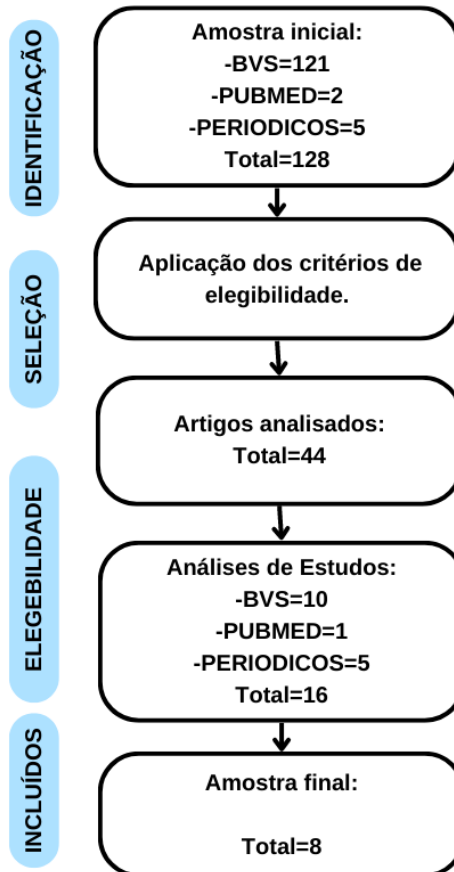 IDENTIFICAÇÃO
Amostra inicial:
-BVS=121
-PUBMED=2
-PERIODICOS=5
Total=128
SELEÇÃO
Aplicação dos critérios de
elegibilidade.
Artigos analisados:
Total=44
ELEGEBILIDADE
Análises de Estudos:
-BVS=10
-PUBMED=1
-PERIODICOS=5
Total=16
INCLUÍDOS
Amostra final:
Total=8